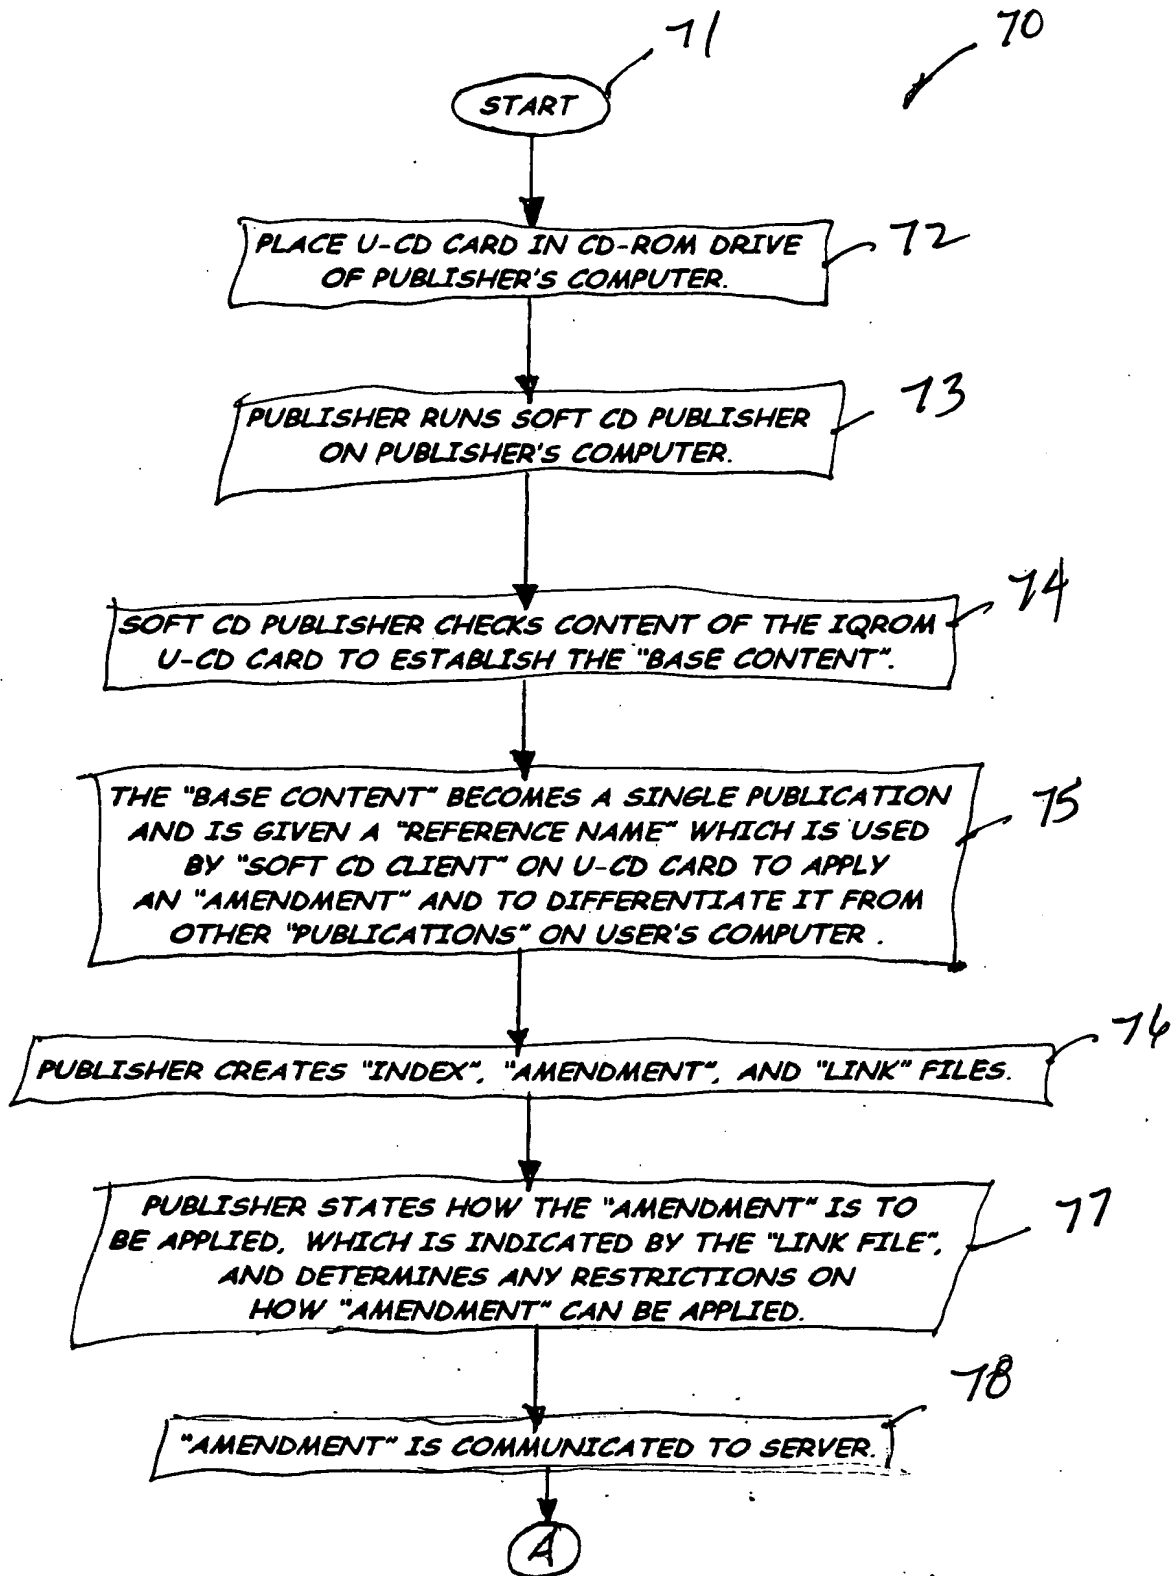 71
70
START
PLACE U-CD CARD IN CD-ROM DRIVE
OF PUBLISHER'S COMPUTER.
72
PUBLISHER RUNS SOFT CD PUBLISHER
ON PUBLISHER'S COMPUTER.
73
SOFT CD PUBLISHER CHECKS CONTENT OF THE IQROM
U-CD CARD TO ESTABLISH THE "BASE CONTENT".
74
THE "BASE CONTENT" BECOMES A SINGLE PUBLICATION
AND IS GIVEN A "REFERENCE NAME" WHICH IS USED
BY "SOFT CD CLIENT" ON U-CD CARD TO APPLY
AN "AMENDMENT" AND TO DIFFERENTIATE IT FROM
OTHER "PUBLICATIONS" ON USER'S COMPUTER .
75
PUBLISHER CREATES "INDEX", "AMENDMENT", AND "LINK" FILES.
76
PUBLISHER STATES HOW THE "AMENDMENT" IS TO
BE APPLIED, WHICH IS INDICATED BY THE "LINK FILE",
AND DETERMINES ANY RESTRICTIONS ON
HOW "AMENDMENT" CAN BE APPLIED.
77
"AMENDMENT" IS COMMUNICATED TO SERVER.
78
A